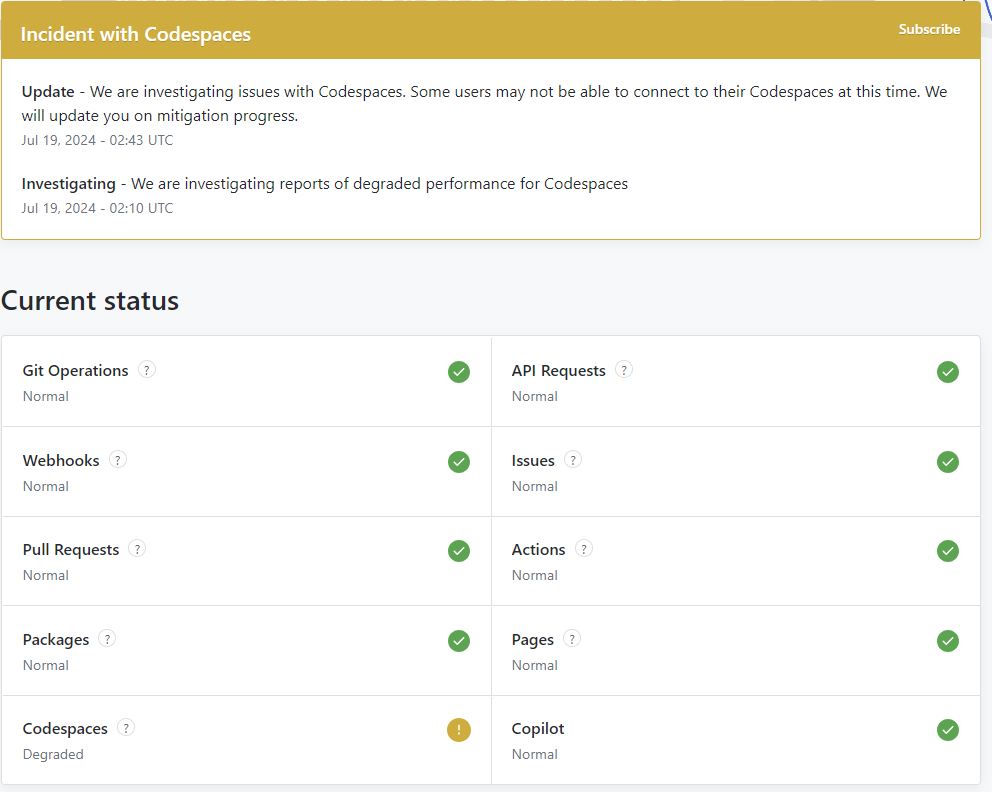 Incident with Codespaces
Subscribe
Update - We are investigating issues with Codespaces. Some users may not be able to connect to their Codespaces at this time. We
will update you on mitigation progress.
Jul 19, 2024 - 02:43 UTC
Investigating - We are investigating reports of degraded performance for Codespaces
Jul 19, 2024 - 02:10 UTC
Current status
Git Operations ?
Normal
API Requests ?
Normal
Webhooks ?
Normal
Issues ?
Normal
Pull Requests ?
Normal
Actions ?
Normal
Packages ?
Normal
Pages ?
Normal
Codespaces ?
Degraded
Copilot
Normal